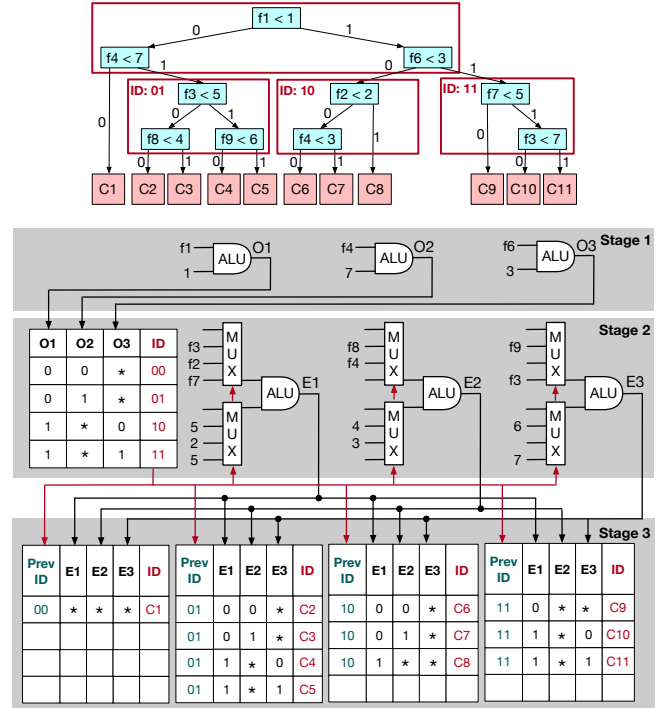 f1 < 1
0 1
f4 < 7 f6 < 3
1 0 1
ID: 01 f3 < 5 ID: 10 f2 < 2 ID: 11 f7 < 5
0 0 1 0 1 0 1
f8 < 4 f9 < 6 f4 < 3 f3 < 7
0 1 0 1 0 1 0 1
C1 C2 C3 C4 C5 C6 C7 C8 C9 C10 C11
Stage 1
f1 1 ALU O1
f4 7 ALU O2
f6 3 ALU O3
Stage 2
O1 O2 O3 ID
0 0 * 00
0 1 * 01
1 * 0 10
1 * 1 11
f3 f2 f7 MUX
5 2 5 MUX
ALU E1
f8 f4 MUX
4 3 MUX
ALU E2
f9 f3 MUX
6 7 MUX
ALU E3
Stage 3
Prev ID E1 E2 E3 ID
00 * * * C1
Prev ID E1 E2 E3 ID
01 0 0 * C2
01 0 1 * C3
01 1 * 0 C4
01 1 * 1 C5
Prev ID E1 E2 E3 ID
10 0 0 * C6
10 0 1 * C7
10 1 * * C8
Prev ID E1 E2 E3 ID
11 0 * * C9
11 1 * 0 C10
11 1 * 1 C11